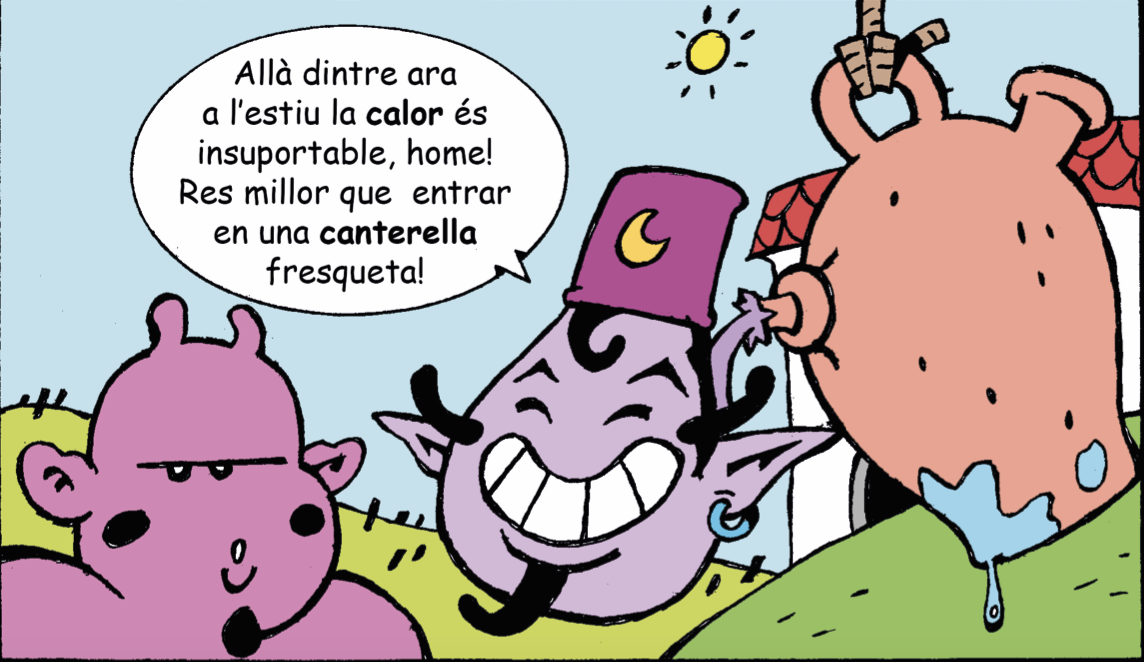 Allà dintre ara
a l'estiu la calor és
insuportable, home!
Res millor que entrar
en una canterella
fresqueta!